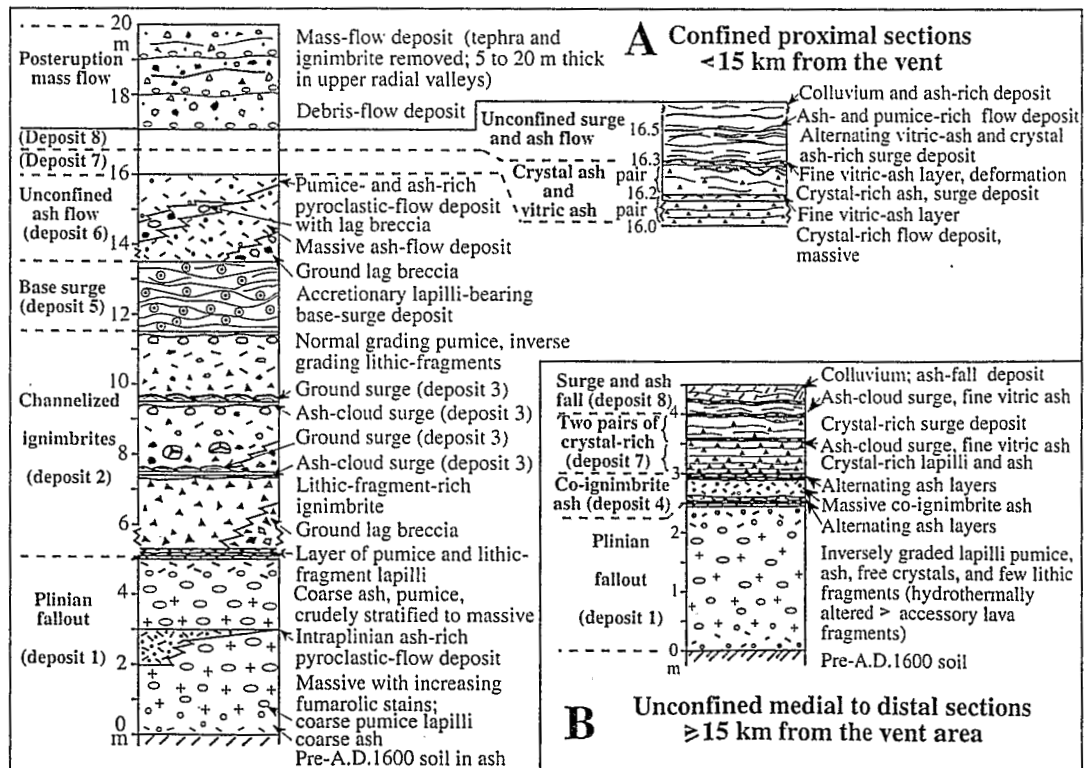 20
m
18
16
14
12
10
8
6
4
2
0
m
Posteruption
mass flow
(Deposit 8)
(Deposit 7)
Unconfined
ash flow
(deposit 6)
Base surge
(deposit 5)
Channelized
ignimbrites
(deposit 2)
Plinian
fallout
(deposit 1)
Mass-flow deposit (tephra and
ignimbrite removed; 5 to 20 m thick
in upper radial valleys)
Debris-flow deposit
Pumice- and ash-rich
pyroclastic-flow deposit
with lag breccia
Massive ash-flow deposit
Ground lag breccia
Accretionary lapilli-bearing
base-surge deposit
Normal grading pumice, inverse
grading lithic-fragments
Ground surge (deposit 3)
Ash-cloud surge (deposit 3)
Ground surge (deposit 3)
Ash-cloud surge (deposit 3)
Lithic-fragment-rich
ignimbrite
Ground lag breccia
Layer of pumice and lithic-
fragment lapilli
Coarse ash, pumice,
crudely stratified to massive
Intraplinian ash-rich
pyroclastic-flow deposit
Massive with increasing
fumarolic stains;
coarse pumice lapilli
coarse ash
Pre-A.D.1600 soil in ash
A Confined proximal sections
<15 km from the vent
Unconfined surge
and ash flow
Crystal ash
and
vitric ash
16.5
16.3
pair
16.2
pair
16.0
Colluvium and ash-rich deposit
Ash- and pumice-rich flow deposit
Alternating vitric-ash and crystal
ash-rich surge deposit
Fine vitric-ash layer, deformation
Crystal-rich ash, surge deposit
Fine vitric-ash layer
Crystal-rich flow deposit,
massive
Surge and ash
fall (deposit 8)
Two pairs of
crystal-rich
(deposit 7)
Co-ignimbrite
ash (deposit 4)
Plinian
fallout
(deposit 1)
4
3
2
1
0
m
Colluvium; ash-fall deposit
Ash-cloud surge, fine vitric ash
Crystal-rich surge deposit
Ash-cloud surge, fine vitric ash
Crystal-rich lapilli and ash
Alternating ash layers
Massive co-ignimbrite ash
Alternating ash layers
Inversely graded lapilli pumice,
ash, free crystals, and few lithic
fragments (hydrothermally
altered > accessory lava
fragments)
Pre-A.D.1600 soil
B Unconfined medial to distal sections
⩾15 km from the vent area